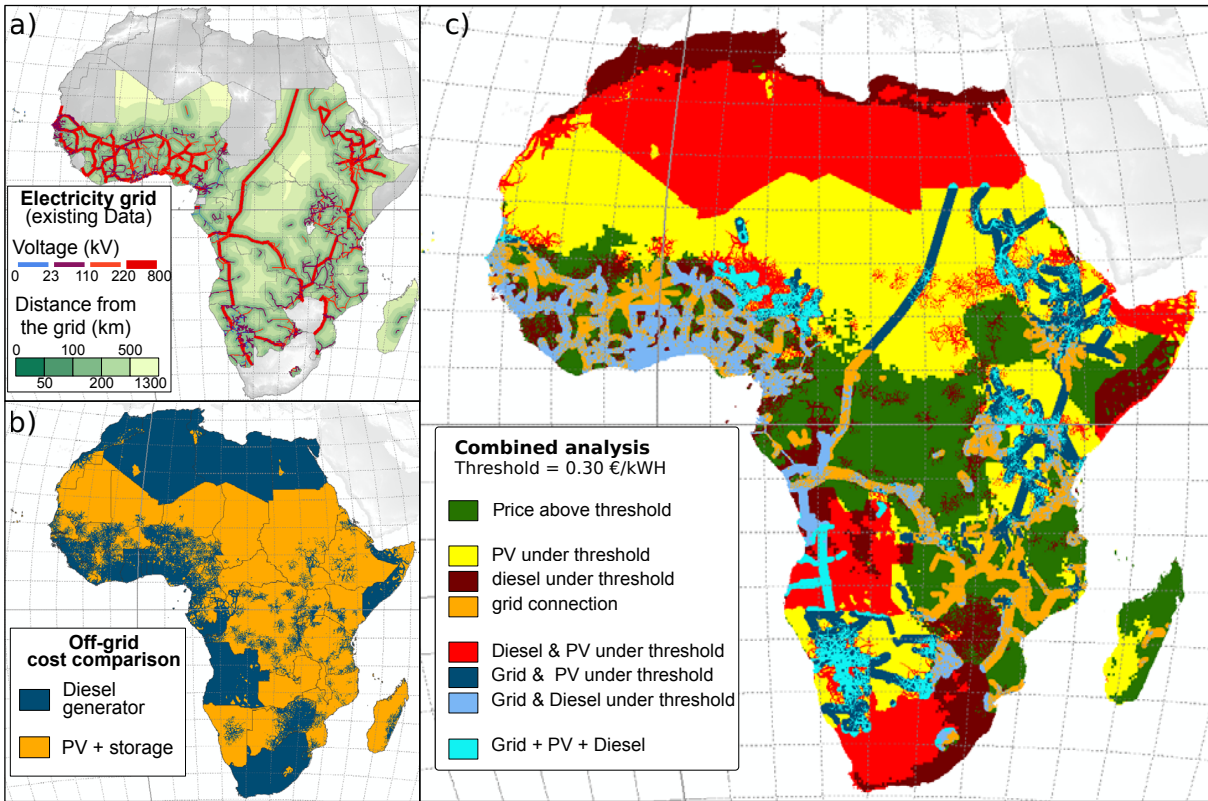 a)
Electricity grid
(existing Data)
Voltage (kV)
0 23 110 220 800
Distance from
the grid (km)
0 100 500
50 200 1300
b)
Off-grid
cost comparison
Diesel
generator
PV + storage
c)
Combined analysis
Threshold = 0.30 €/kWH
Price above threshold
PV under threshold
diesel under threshold
grid connection
Diesel & PV under threshold
Grid & PV under threshold
Grid & Diesel under threshold
Grid + PV + Diesel